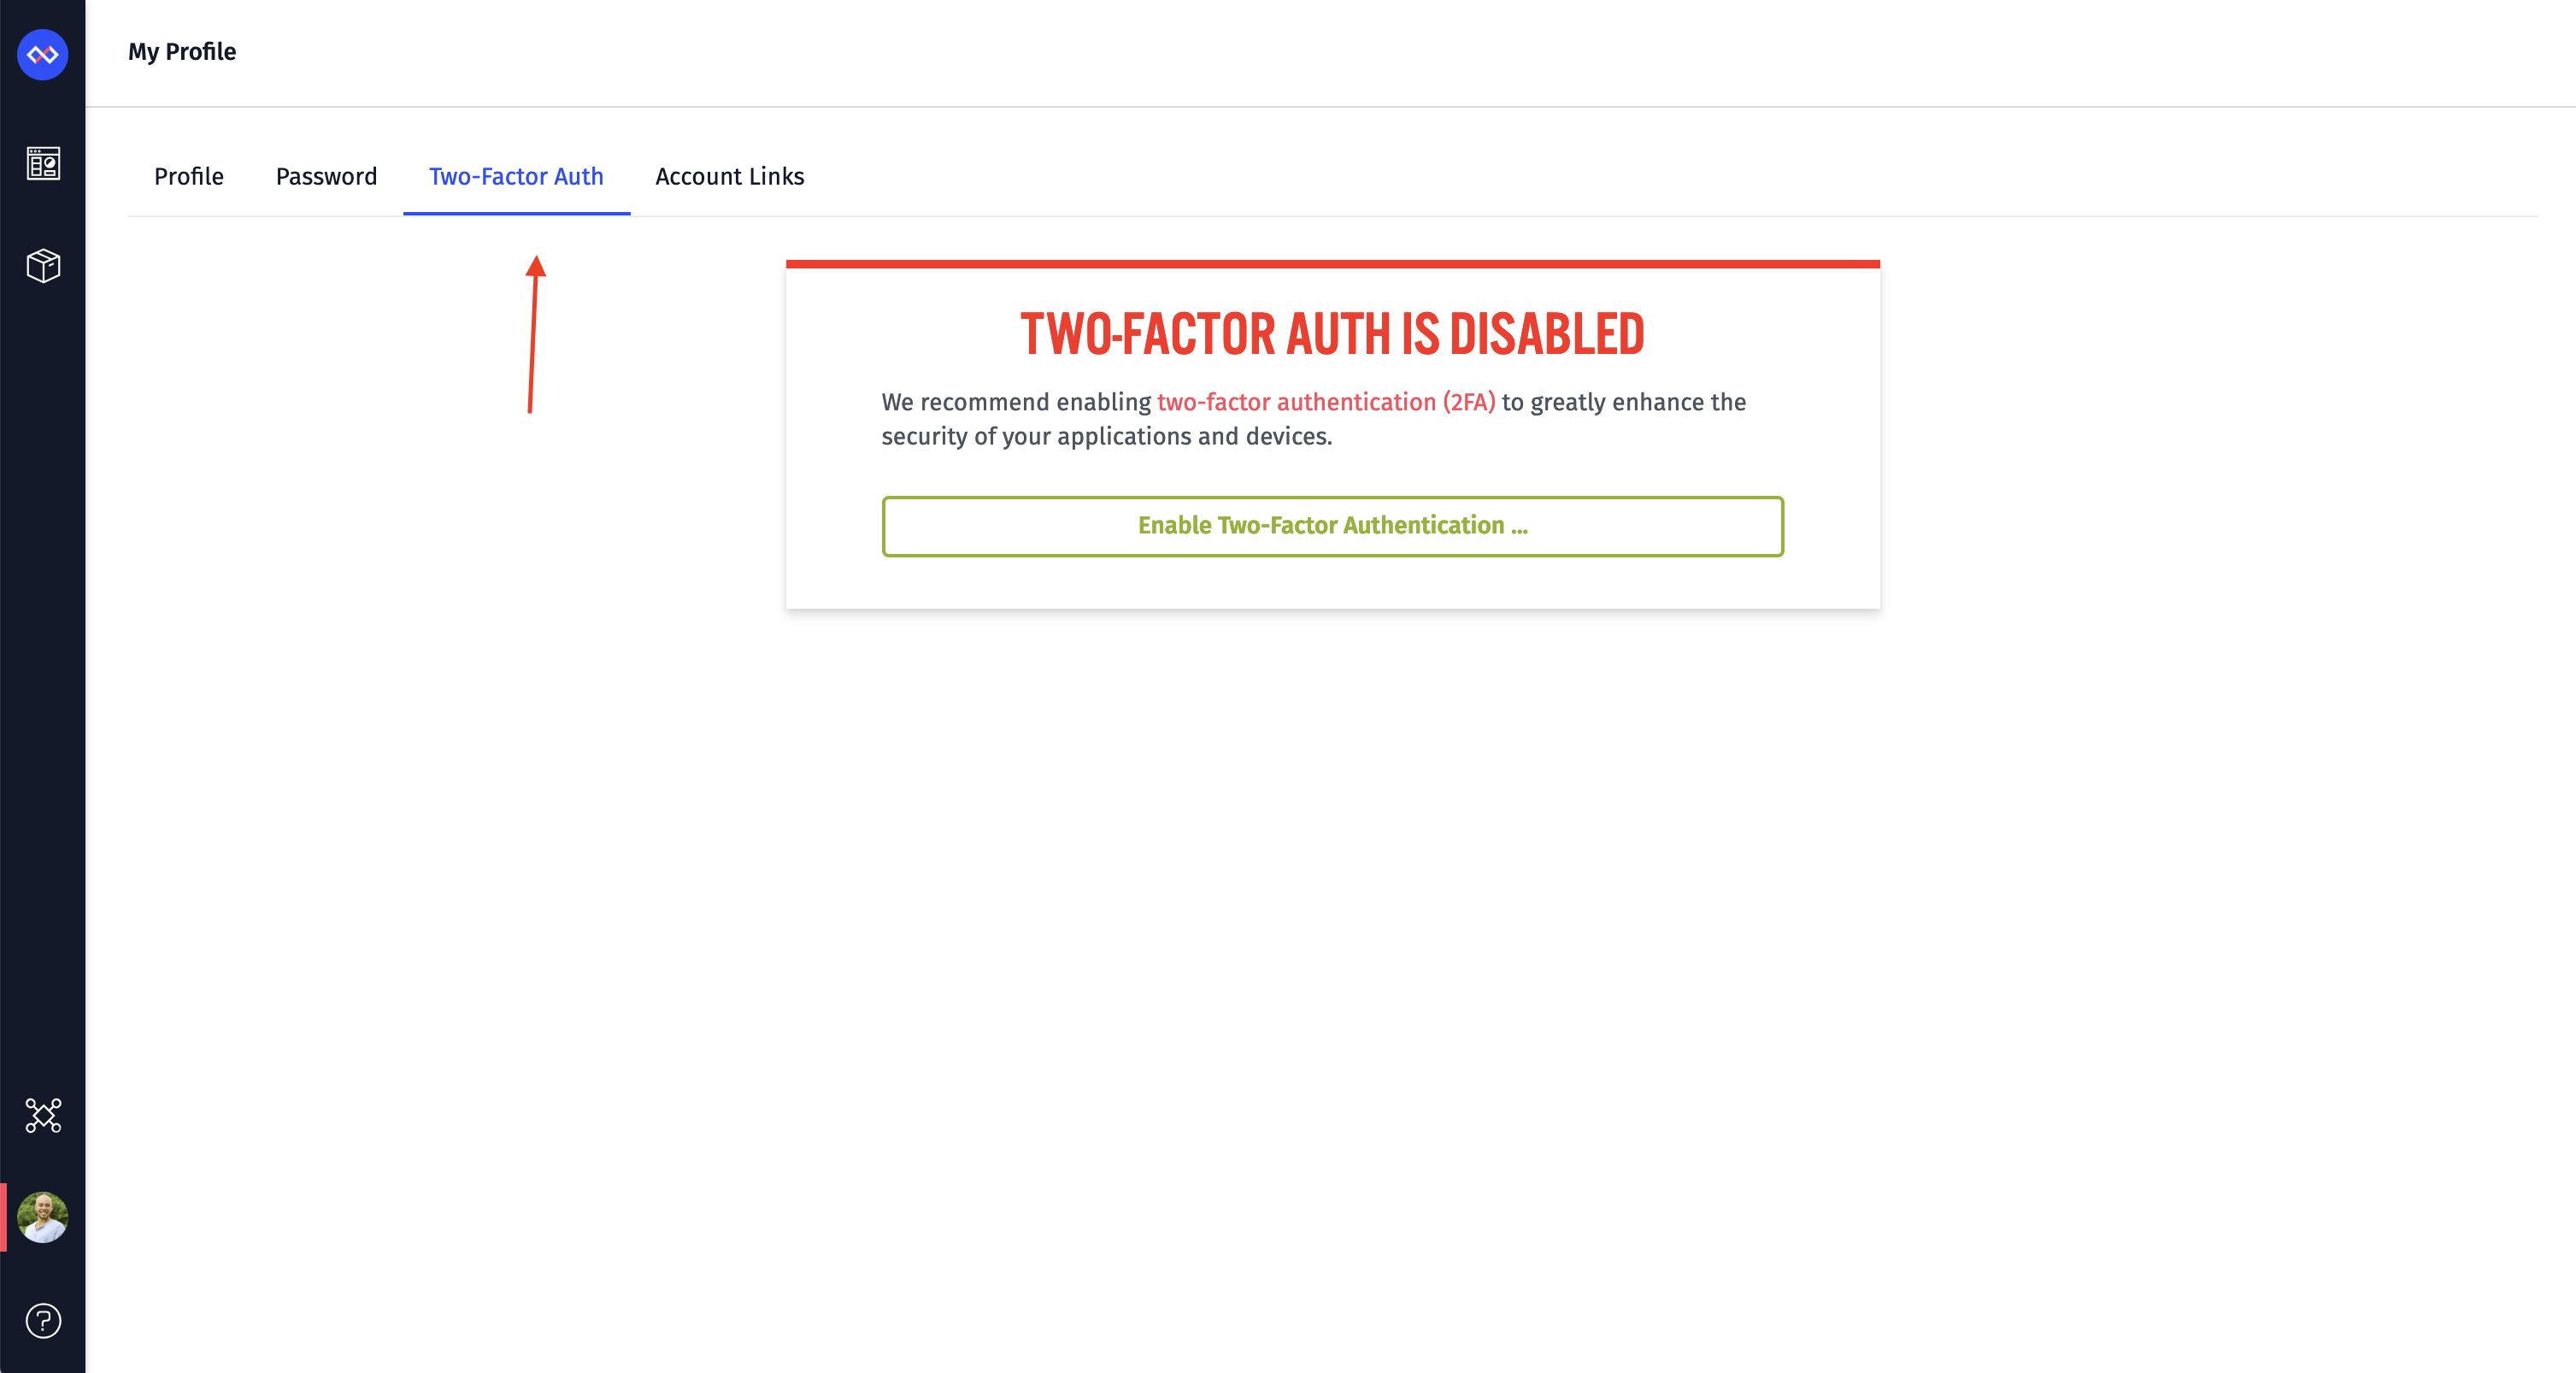 My Profile
Profile
Password
Two-Factor Auth
Account Links
TWO-FACTOR AUTH IS DISABLED
We recommend enabling two-factor authentication (2FA) to greatly enhance the
security of your applications and devices.
Enable Two-Factor Authentication ...
?